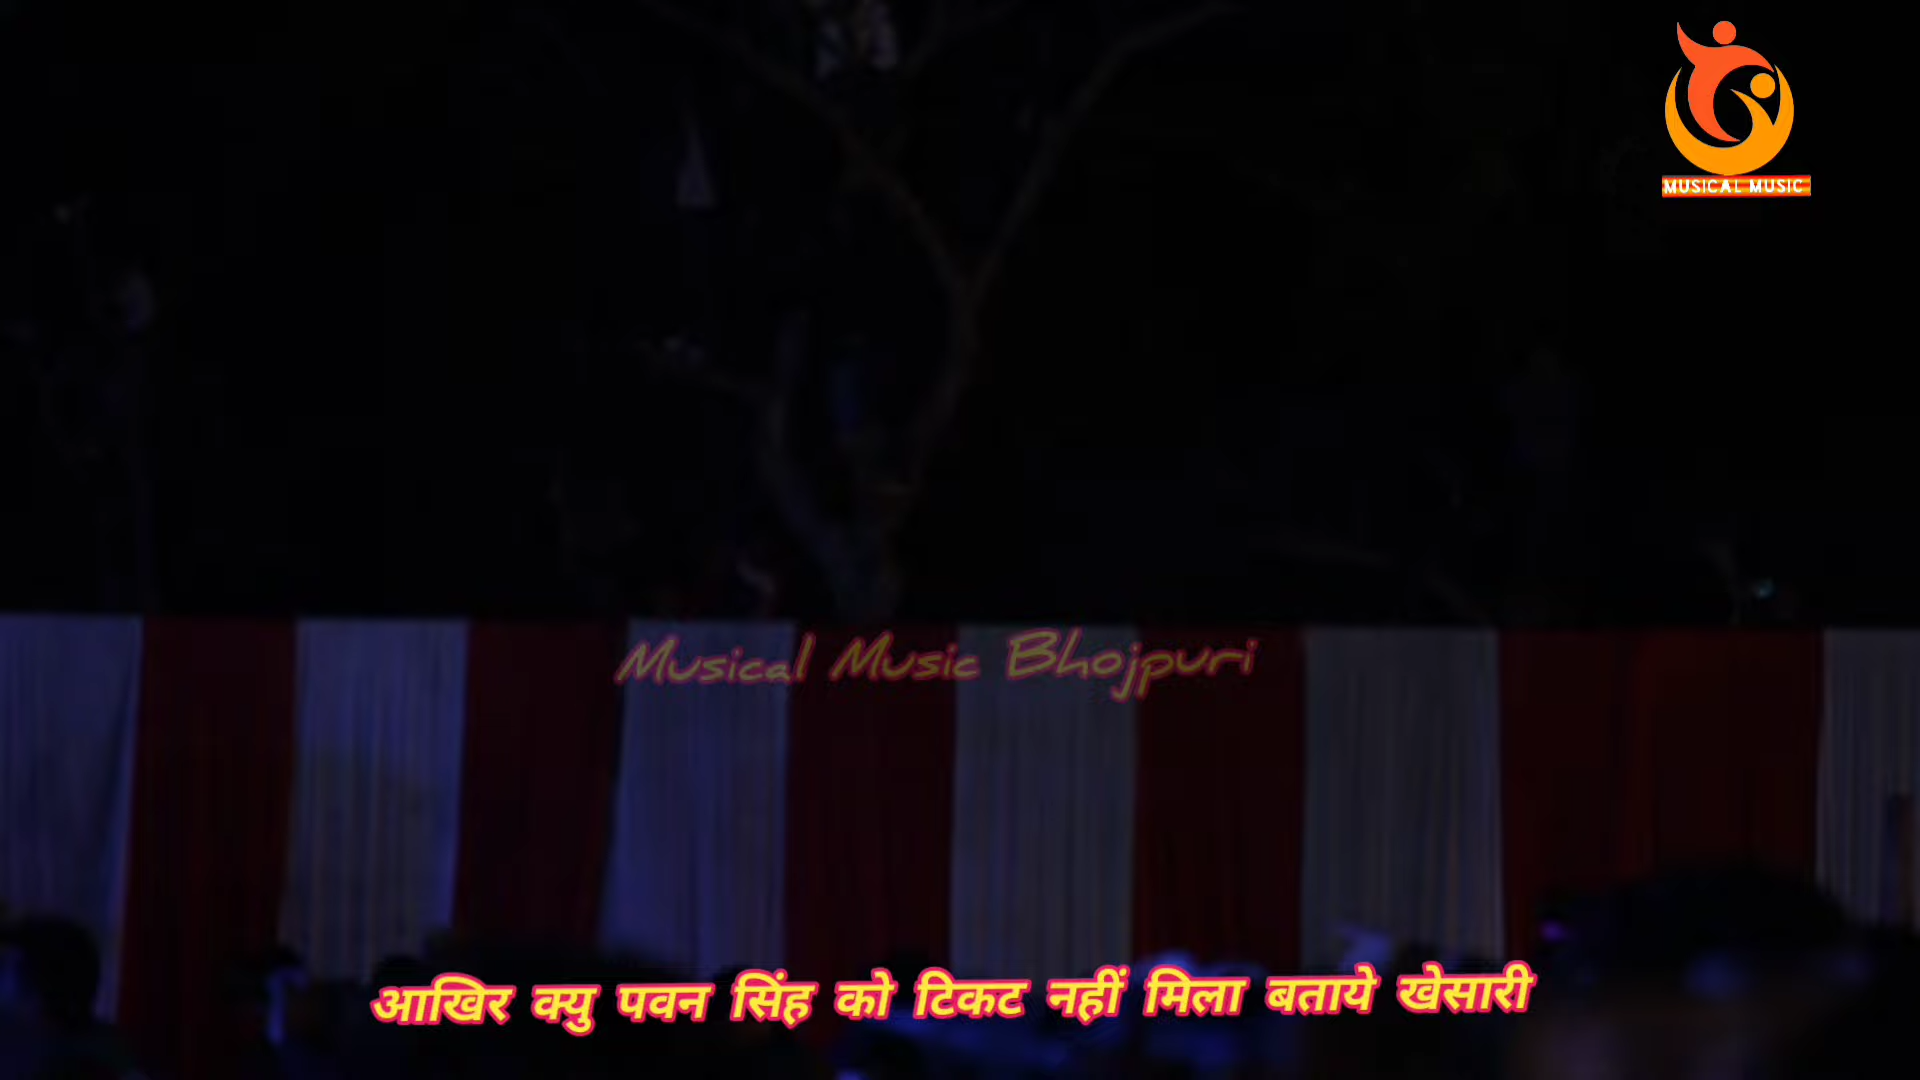 MUSICAL MUSIC
Musical Music Bhojpuri
आखिर क्यु पवन सिंह को टिकट नहीं मिला बताये खेसारी